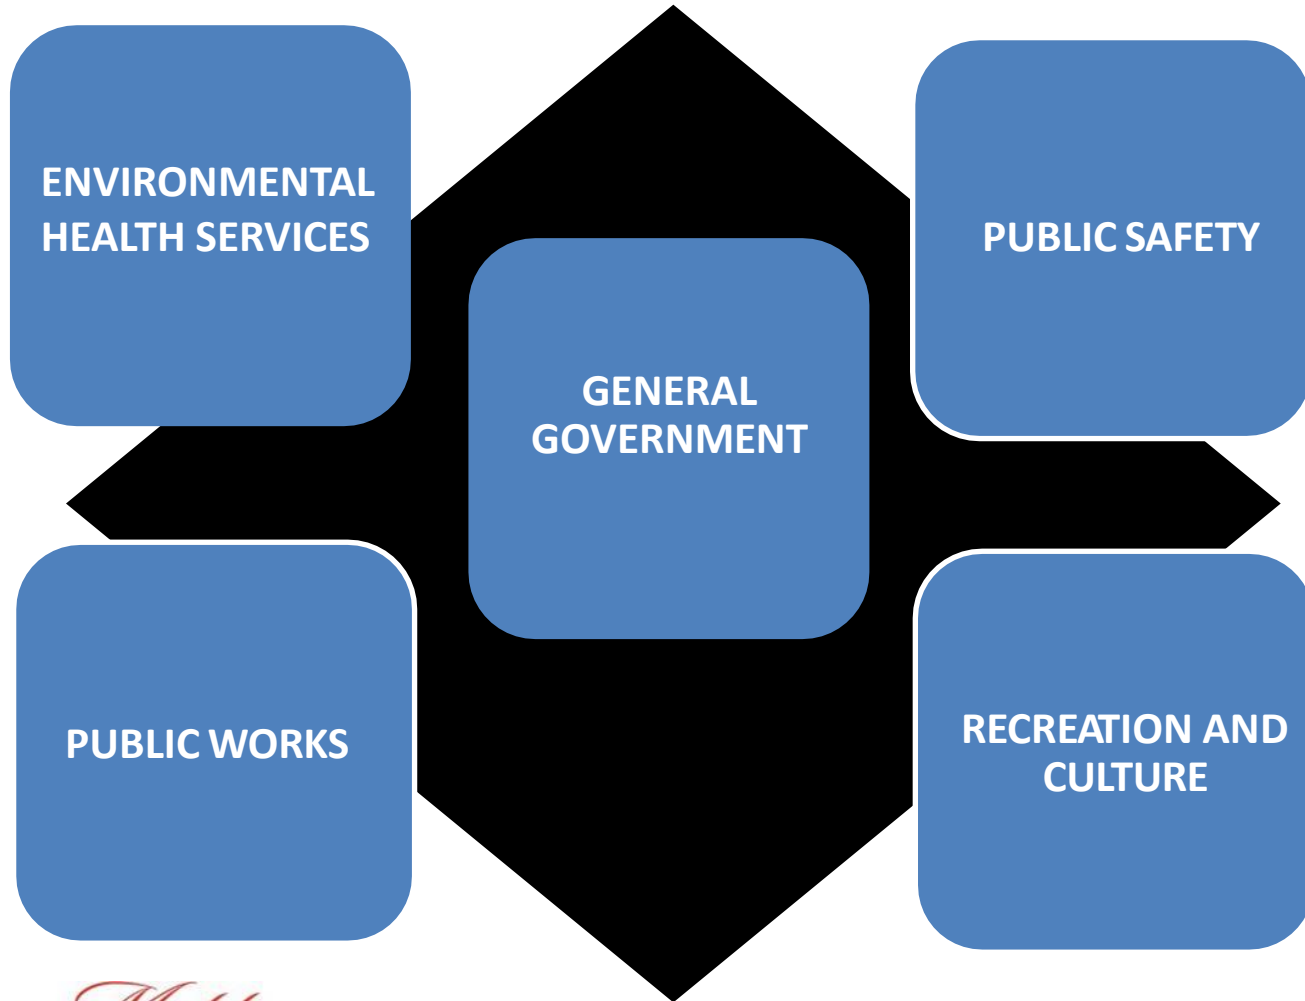 ENVIRONMENTAL
HEALTH SERVICES
PUBLIC SAFETY
GENERAL
GOVERNMENT
PUBLIC WORKS
RECREATION AND
CULTURE